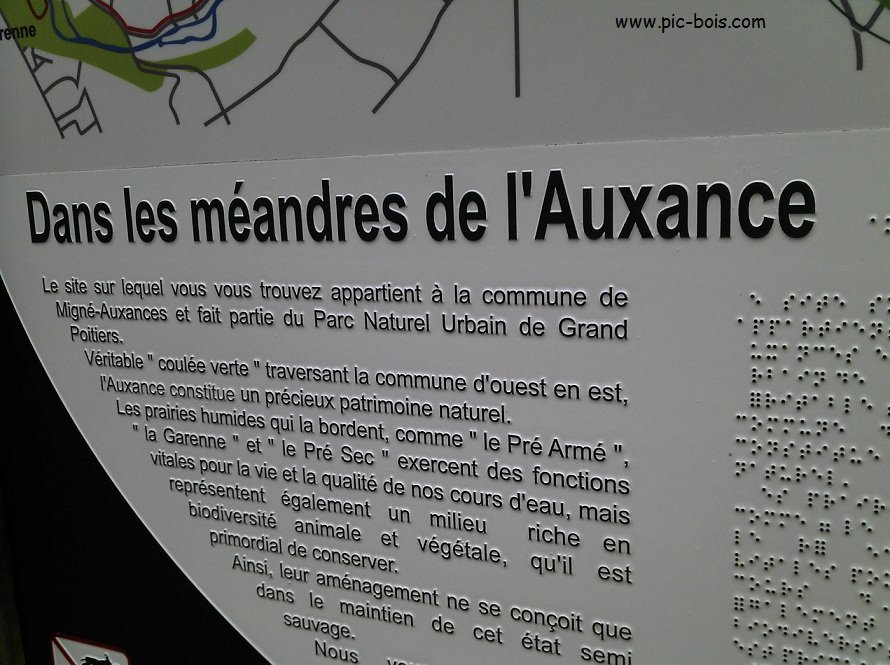 www.pic-bois.com
enne
Dans les méandres de l'Auxance
Le site sur lequel vous vous trouvez appartient à la commune de
Migné-Auxances et fait partie du Parc Naturel Urbain de Grand
Poitiers.
Véritable " coulée verte " traversant la commune d'ouest en est,
l'Auxance constitue un précieux patrimoine naturel.
Les prairies humides qui la bordent, comme " le Pré Armé ",
" la Garenne " et " le Pré Sec " exercent des fonctions
vitales pour la vie et la qualité de nos cours d'eau, mais
représentent également un milieu riche en
biodiversité animale et végétale, qu'il est
primordial de conserver.
Ainsi, leur aménagement ne se conçoit que
dans le maintien de cet état semi
sauvage.
Nous